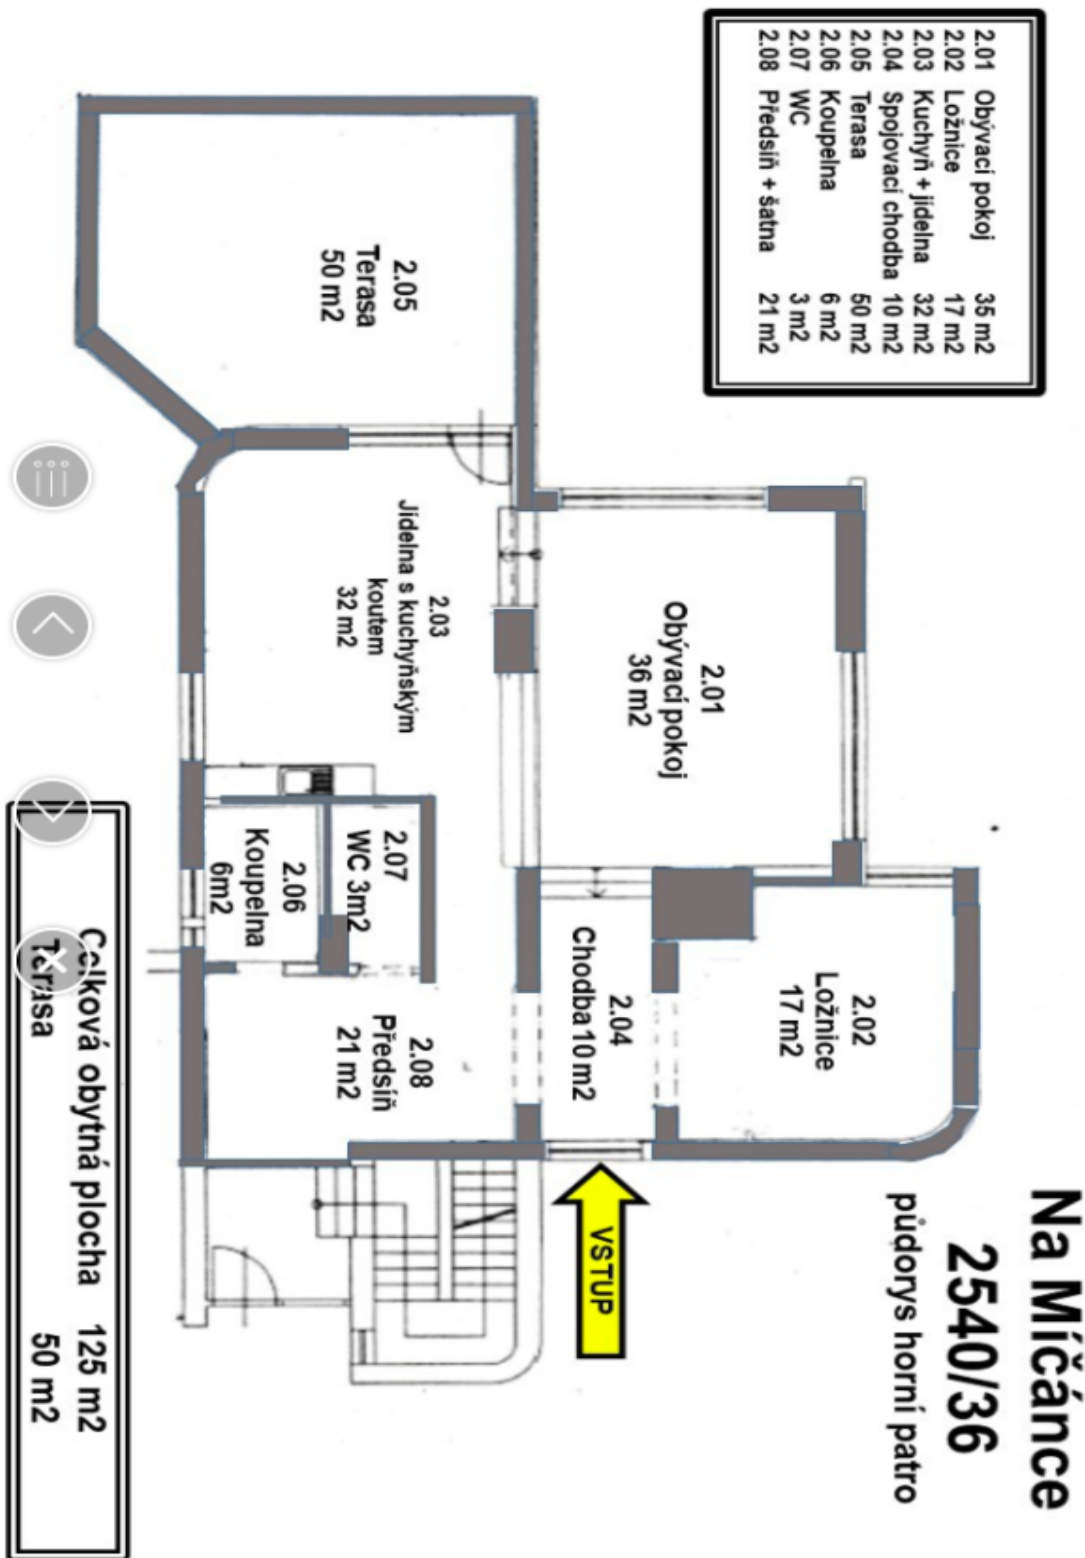 Na Míčánce
2540/36
půdorys horní patro
2.01 Obývací pokoj 35 m2
2.02 Ložnice 17 m2
2.03 Kuchyň + jídelna 32 m2
2.04 Spojovací chodba 10 m2
2.05 Terasa 50 m2
2.06 Koupelna 6 m2
2.07 WC 3 m2
2.08 Předsíň + šatna 21 m2
2.05
Terasa
50 m2
2.01
Obývací pokoj
36 m2
2.03
Jídelna s kuchyňským
koutem
32 m2
2.02
Ložnice
17 m2
2.04
Chodba10 m2
2.07
WC 3m2
2.06
Koupelna
6m2
2.08
Předsíň
21 m2
VSTUP
Celková obytná plocha 125 m2
Terasa 50 m2